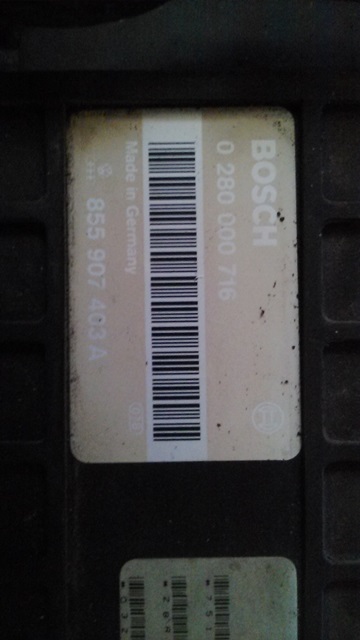 BOSCH
0 280 000 716
Made in Germany
855 907 403 A